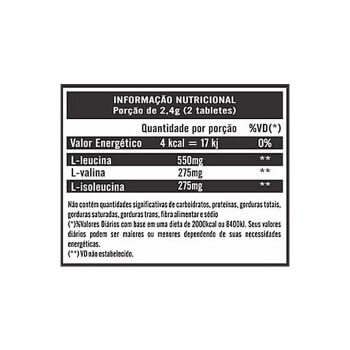 INFORMAÇÃO NUTRICIONAL
Porção de 2,4g (2 tabletes)
Quantidade por porção %VD(*)
Valor Energético 4 kcal = 17 kj 0%
L-leucina 550mg **
L-valina 275mg **
L-isoleucina 275mg **
Não contém quantidades significativas de carboidratos, proteínas, gorduras totais,
gorduras saturadas, gorduras trans, fibra alimentar e sódio
(*)%Valores Diários com base em uma dieta de 2000kcal ou 8400kJ. Seus valores
diários podem ser maiores ou menores dependendo de suas necessidades
energéticas.
(**) VD não estabelecido.